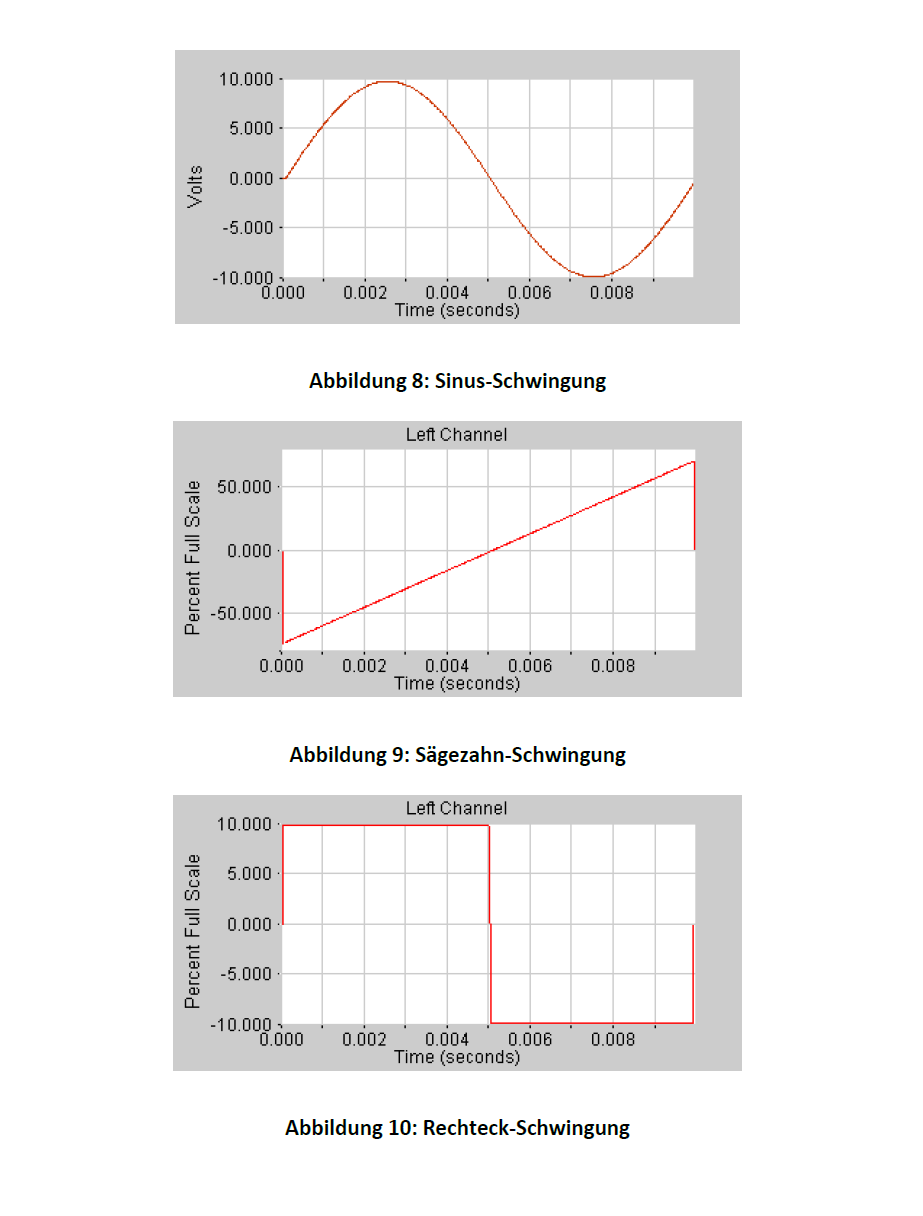 10.000
5.000
0.000
-5.000
-10.000
Volts
0.000 0.002 0.004 0.006 0.008
Time (seconds)
Abbildung 8: Sinus-Schwingung
Left Channel
50.000
0.000
-50.000
Percent Full Scale
0.000 0.002 0.004 0.006 0.008
Time (seconds)
Abbildung 9: Sägezahn-Schwingung
Left Channel
10.000
5.000
0.000
-5.000
-10.000
Percent Full Scale
0.000 0.002 0.004 0.006 0.008
Time (seconds)
Abbildung 10: Rechteck-Schwingung